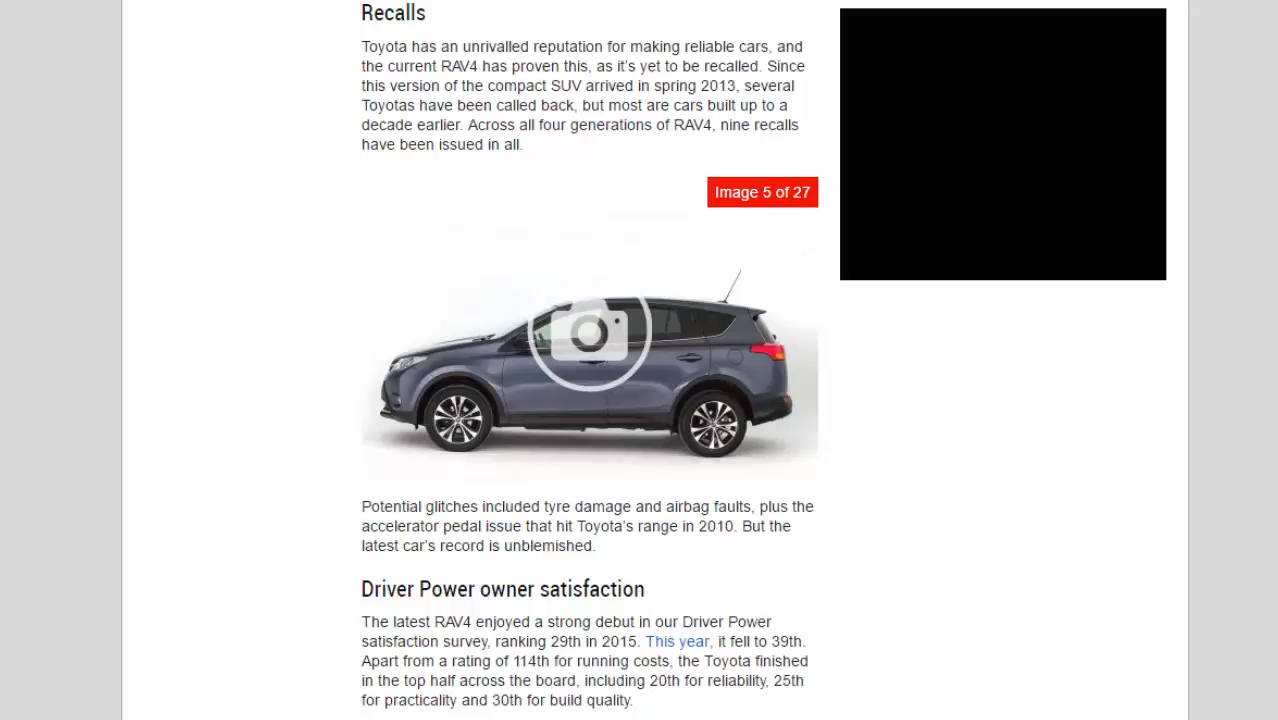 Recalls
Toyota has an unrivalled reputation for making reliable cars, and
the current RAV4 has proven this, as it's yet to be recalled. Since
this version of the compact SUV arrived in spring 2013, several
Toyotas have been called back, but most are cars built up to a
decade earlier. Across all four generations of RAV4, nine recalls
have been issued in all.
Image 5 of 27
Potential glitches included tyre damage and airbag faults, plus the
accelerator pedal issue that hit Toyota's range in 2010. But the
latest car's record is unblemished.
Driver Power owner satisfaction
The latest RAV4 enjoyed a strong debut in our Driver Power
satisfaction survey, ranking 29th in 2015. This year, it fell to 39th.
Apart from a rating of 114th for running costs, the Toyota finished
in the top half across the board, including 20th for reliability, 25th
for practicality and 30th for build quality.